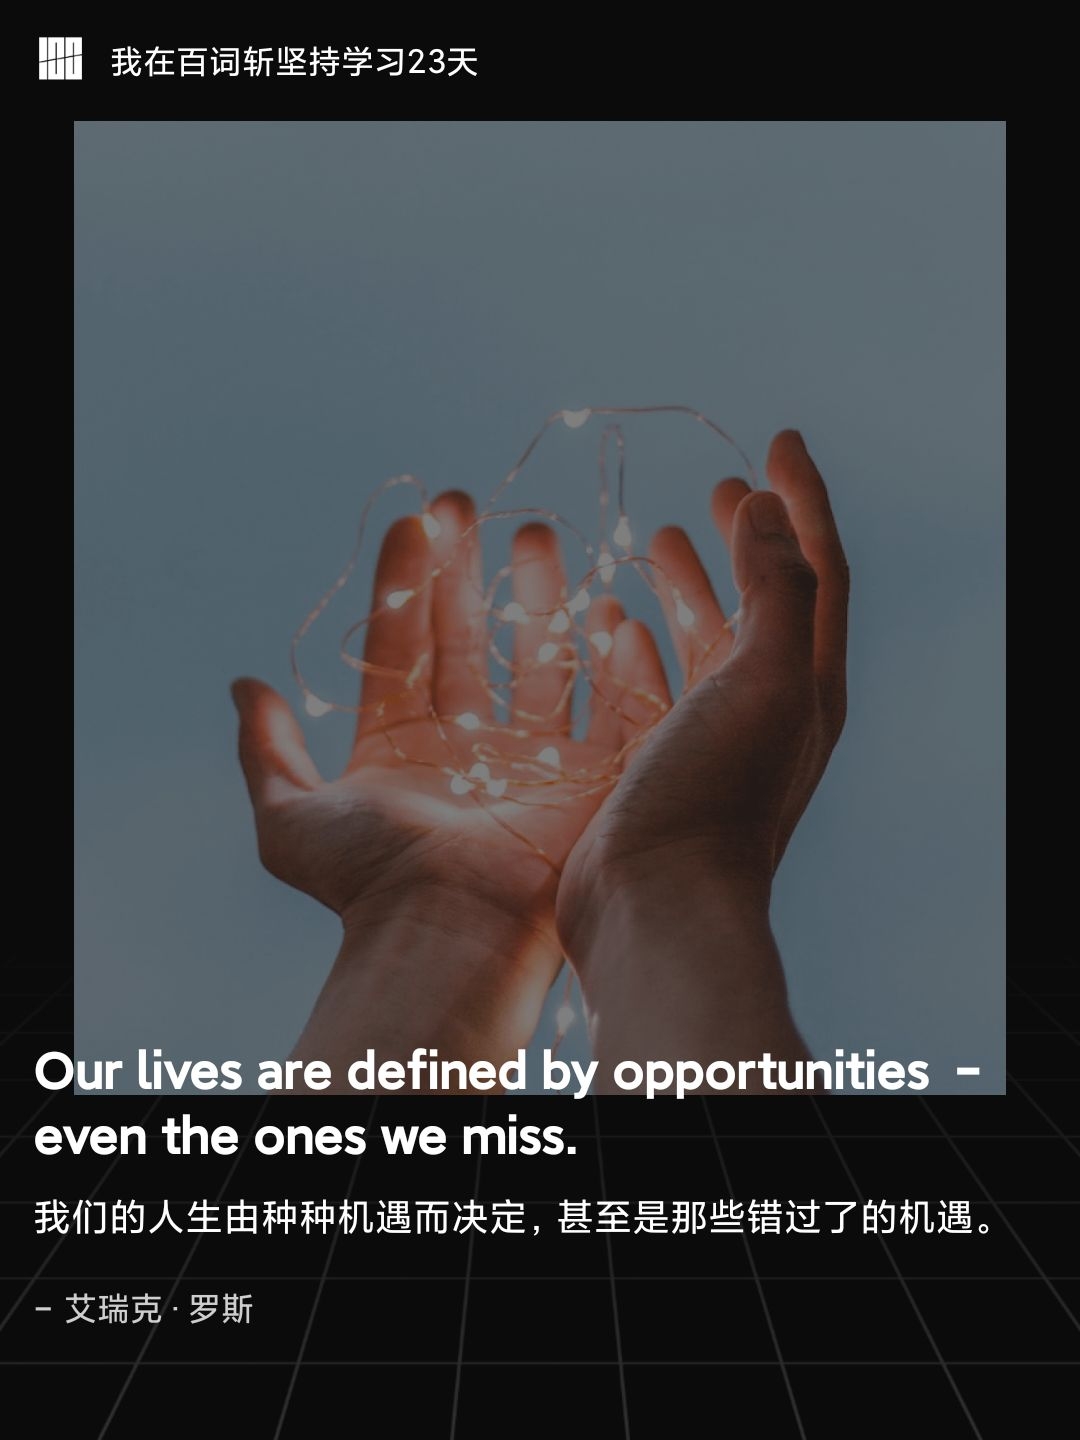 我在百词斩坚持学习23天
Our lives are defined by opportunities –
even the ones we miss.
我们的人生由种种机遇而决定，甚至是那些错过了的机遇。
– 艾瑞克 · 罗斯